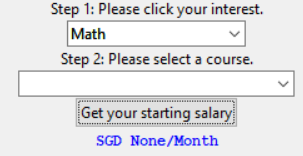 Step 1: Please click your interest.
Math
Step 2: Please select a course.
Get your starting salary
SGD None/Month